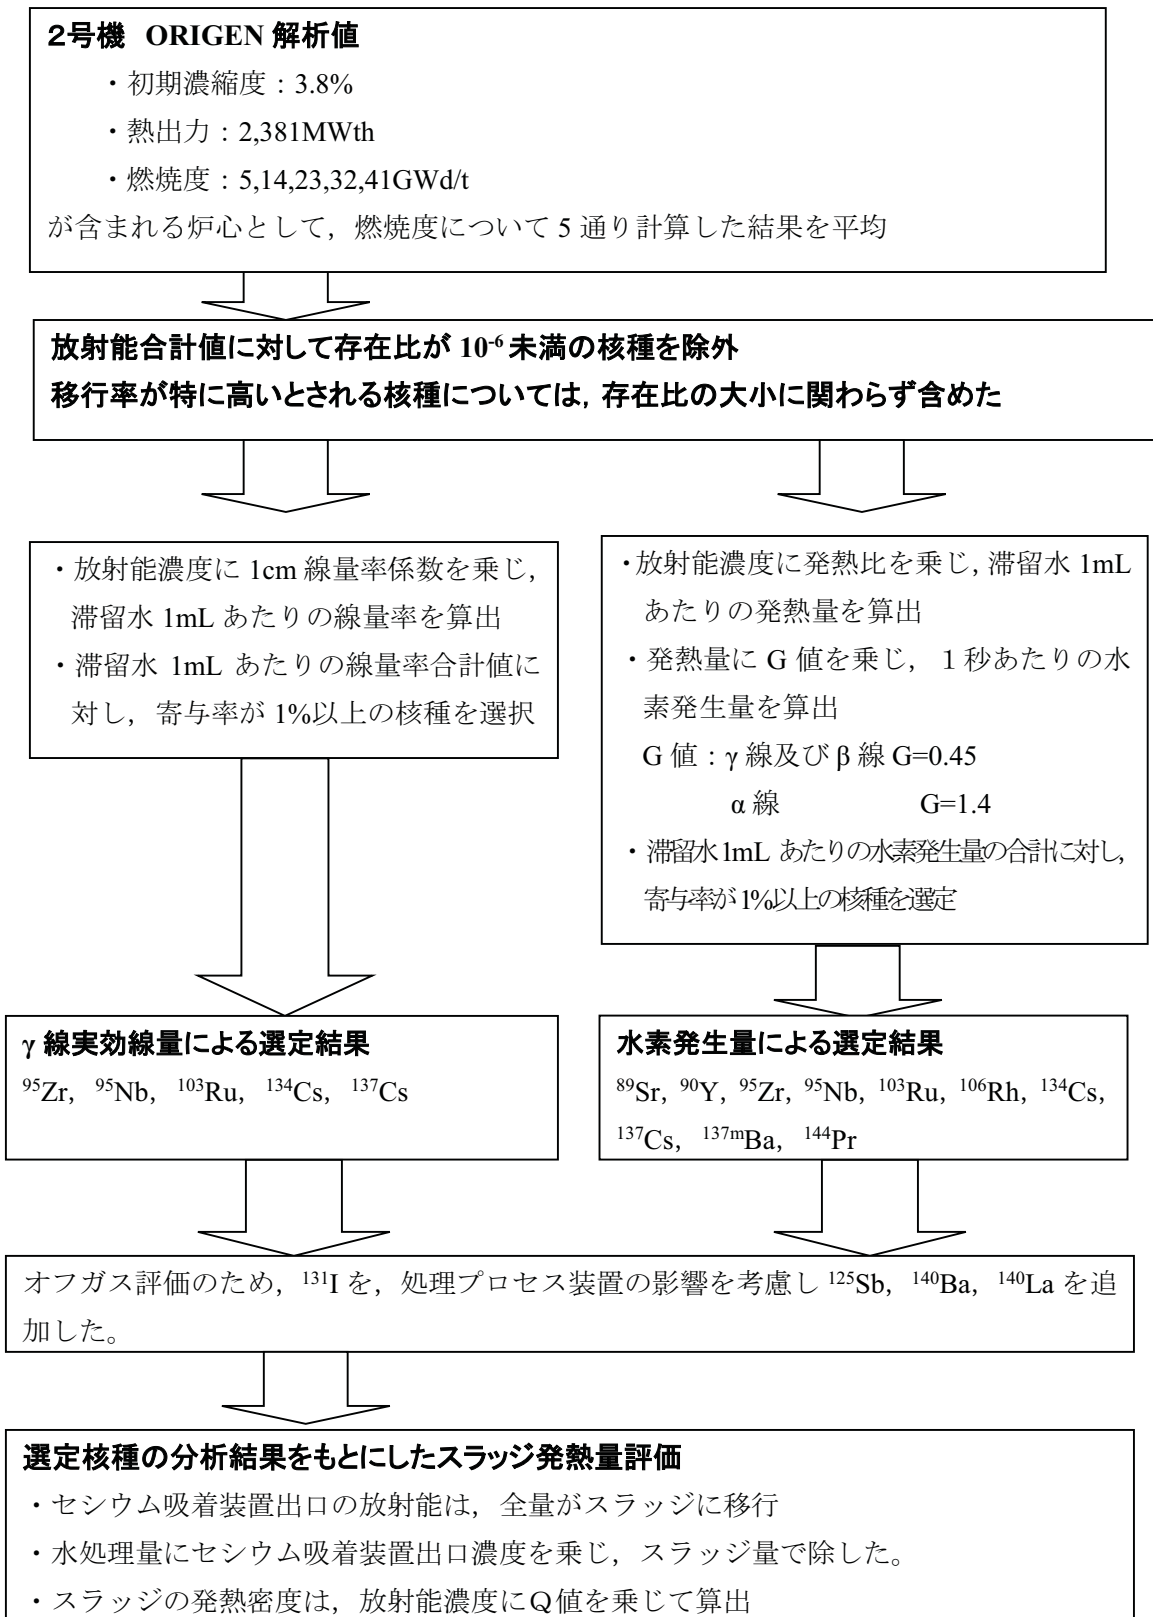 ２号機 ORIGEN 解析値
・初期濃縮度：3.8%
・熱出力：2,381MWth
・燃焼度：5,14,23,32,41GWd/t
が含まれる炉心として，燃焼度について 5 通り計算した結果を平均
放射能合計値に対して存在比が 10-6 未満の核種を除外
移行率が特に高いとされる核種については，存在比の大小に関わらず含めた
・放射能濃度に 1cm 線量率係数を乗じ，
滞留水 1mL あたりの線量率を算出
・滞留水 1mL あたりの線量率合計値に
対し，寄与率が 1%以上の核種を選択
・放射能濃度に発熱比を乗じ，滞留水 1mL
あたりの発熱量を算出
・発熱量に G 値を乗じ，１秒あたりの水
素発生量を算出
G 値：γ 線及び β 線 G=0.45
α 線 G=1.4
・滞留水 1mL あたりの水素発生量の合計に対し，
寄与率が 1%以上の核種を選定
γ 線実効線量による選定結果
95Zr，95Nb，103Ru，134Cs，137Cs
水素発生量による選定結果
89Sr, 90Y, 95Zr, 95Nb, 103Ru, 106Rh, 134Cs,
137Cs，137mBa，144Pr
オフガス評価のため，131I を，処理プロセス装置の影響を考慮し 125Sb，140Ba，140La を追
加した。
選定核種の分析結果をもとにしたスラッジ発熱量評価
・セシウム吸着装置出口の放射能は，全量がスラッジに移行
・水処理量にセシウム吸着装置出口濃度を乗じ，スラッジ量で除した。
・スラッジの発熱密度は，放射能濃度にＱ値を乗じて算出